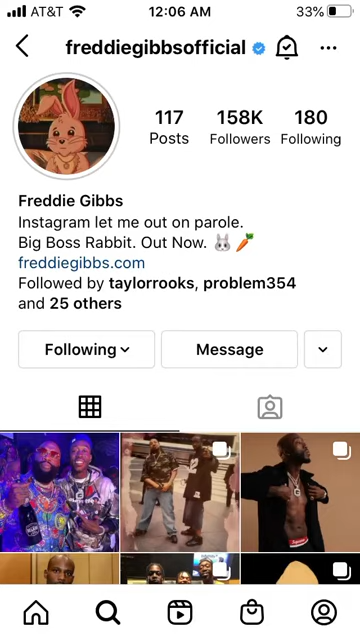 AT&T 12:06 AM 33%
freddiegibbsofficial
117 158K 180
Posts Followers Following
Freddie Gibbs
Instagram let me out on parole.
Big Boss Rabbit. Out Now. 🐰 🥕
freddiegibbs.com
Followed by taylorrooks, problem354
and 25 others
Following Message